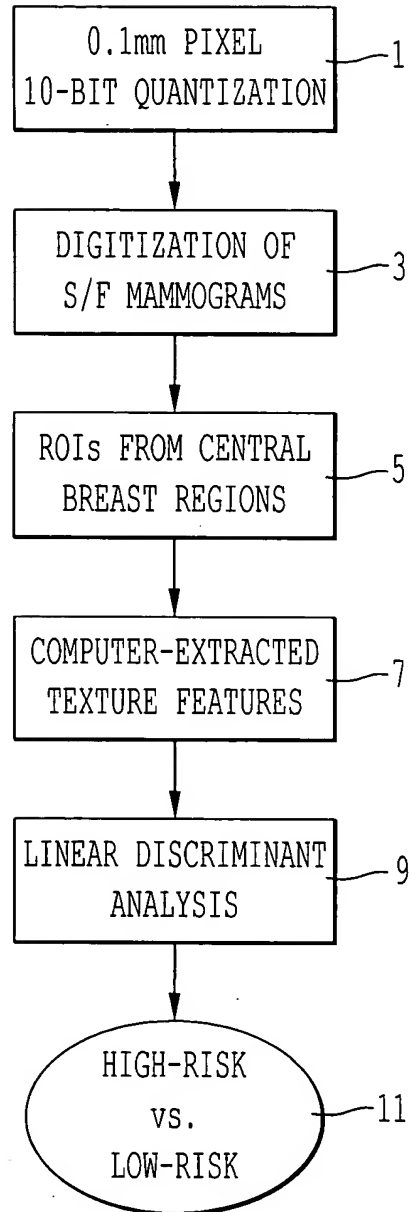 0.1mm PIXEL
10-BIT QUANTIZATION
1
DIGITIZATION OF
S/F MAMMOGRAMS
3
ROIs FROM CENTRAL
BREAST REGIONS
5
COMPUTER-EXTRACTED
TEXTURE FEATURES
7
LINEAR DISCRIMINANT
ANALYSIS
9
HIGH-RISK
vs.
LOW-RISK
11